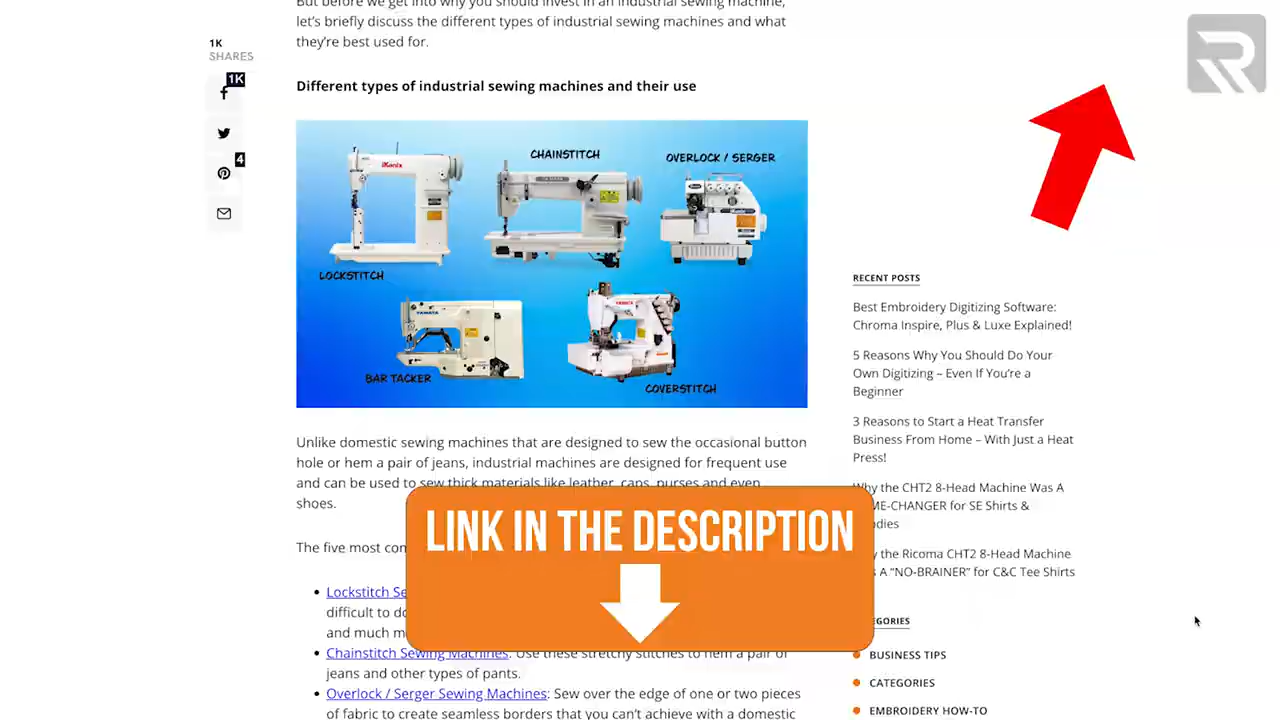 But before we get into why you should invest in an industrial sewing machine,
let's briefly discuss the different types of industrial sewing machines and what
they're best used for.
1K
SHARES
1K
4
Different types of industrial sewing machines and their use
CHAINSTITCH
OVERLOCK / SERGER
LOCKSTITCH
iKonix
YAMATA
BAR TACKER
COVERSTITCH
Unlike domestic sewing machines that are designed to sew the occasional button
hole or hem a pair of jeans, industrial machines are designed for frequent use
and can be used to sew thick materials like leather, caps, purses and even
shoes.
The five most com
Lockstitch Se
difficult to do
and much m
Chainstitch Sewing Machines: Use these stretchy stitches to hem a pair of
jeans and other types of pants.
Overlock / Serger Sewing Machines: Sew over the edge of one or two pieces
of fabric to create seamless borders that you can't achieve with a domestic
LINK IN THE DESCRIPTION
R
RECENT POSTS
Best Embroidery Digitizing Software:
Chroma Inspire, Plus & Luxe Explained!
5 Reasons Why You Should Do Your
Own Digitizing – Even If You're a
Beginner
3 Reasons to Start a Heat Transfer
Business From Home – With Just a Heat
Press!
Why the CHT2 8-Head Machine Was A
ME-CHANGER for SE Shirts &
odies
y the Ricoma CHT2 8-Head Machine
s A "NO-BRAINER" for C&C Tee Shirts
EGORIES
BUSINESS TIPS
CATEGORIES
EMBROIDERY HOW-TO